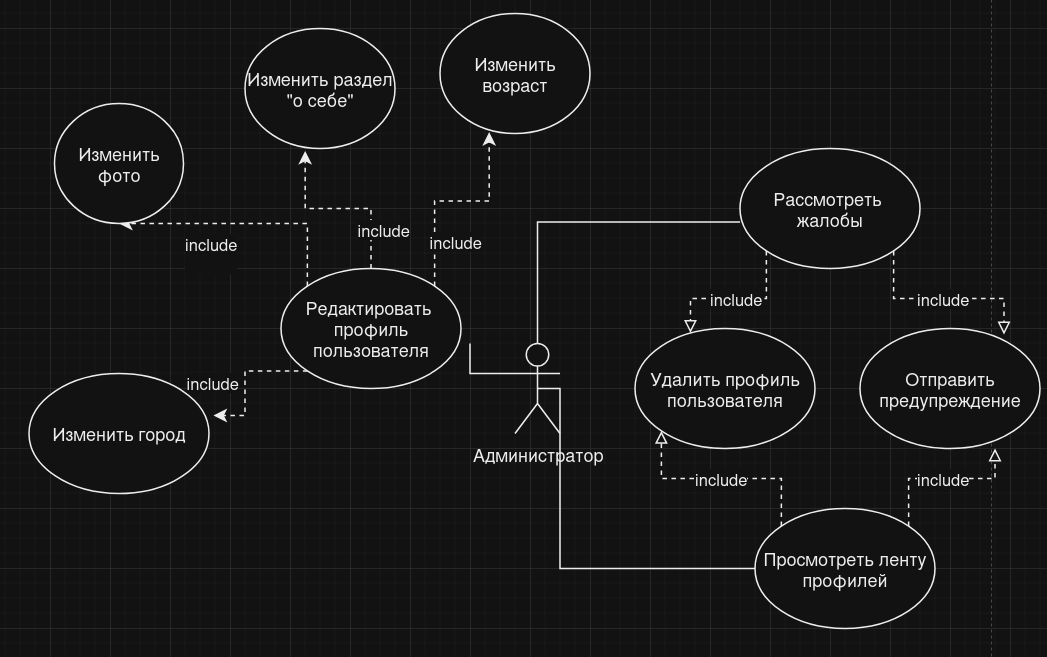 Изменить
возраст
Изменить раздел
"о себе"
Изменить
фото
Рассмотреть
жалобы
include
include
include
include
include
Редактировать
профиль
пользователя
include
Удалить профиль
пользователя
Отправить
предупреждение
Изменить город
Администратор
include
include
Просмотреть ленту
профилей